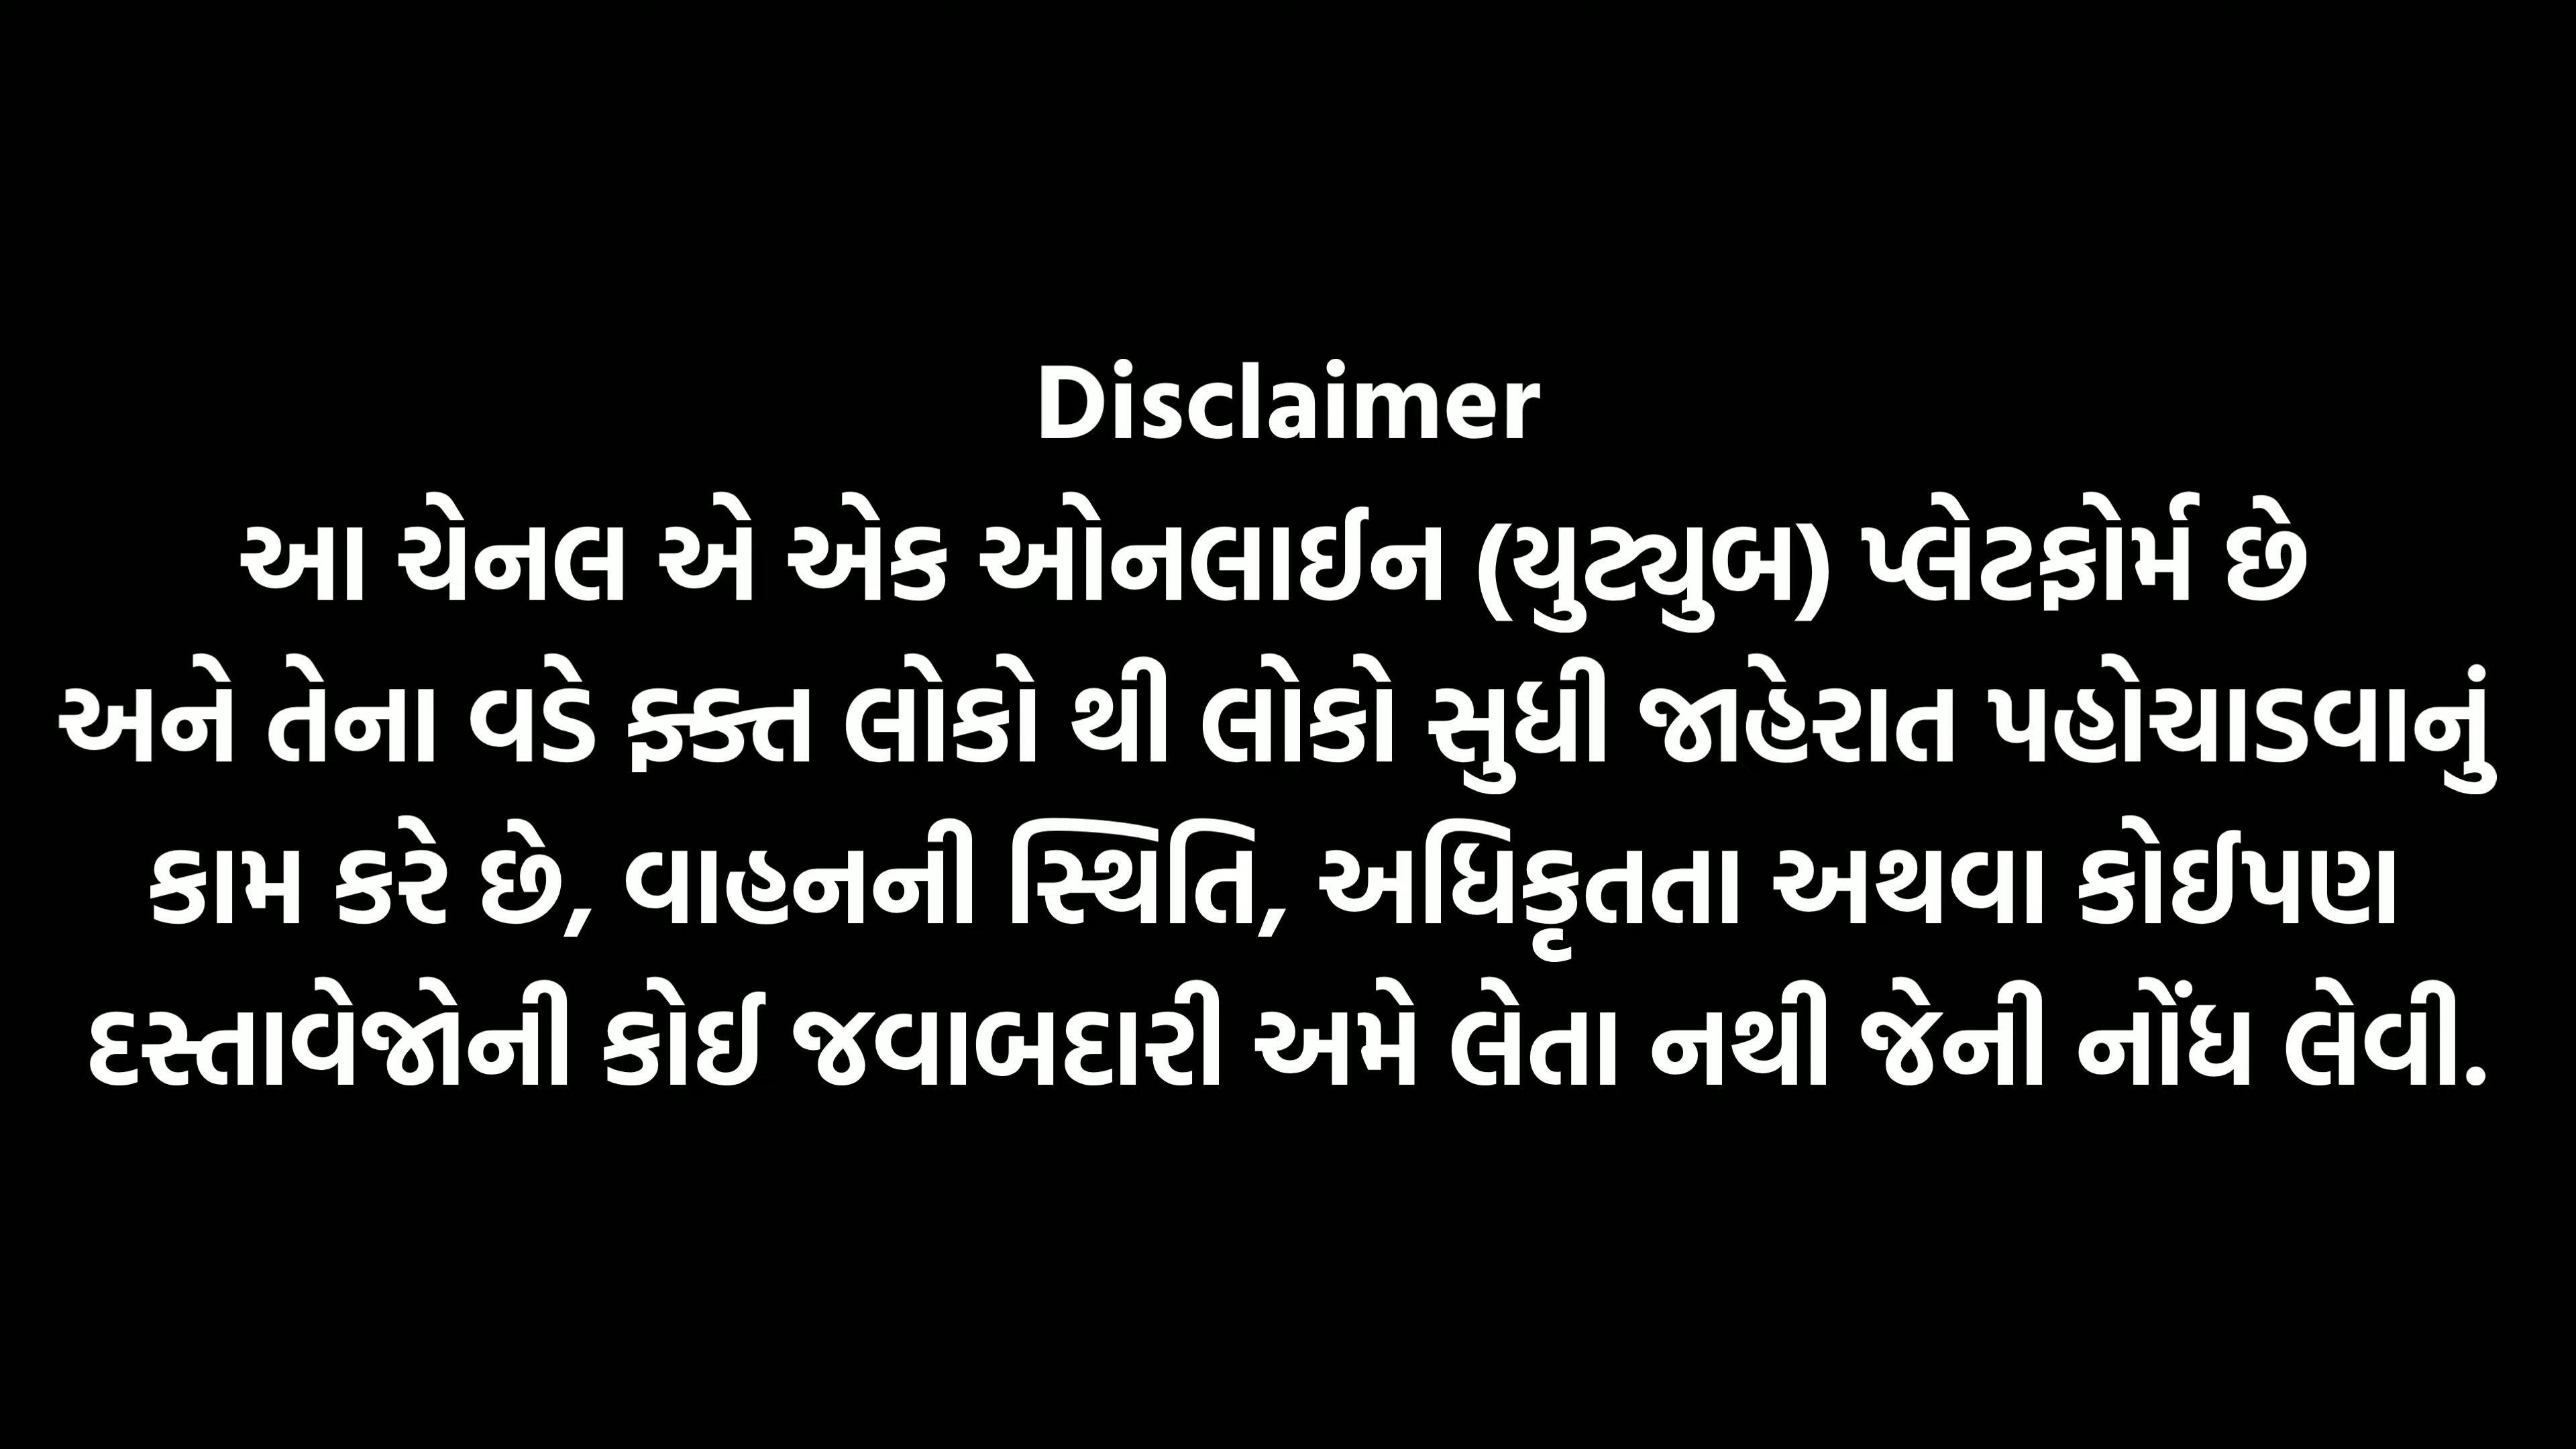 Disclaimer
આ ચેનલ એ એક ઓનલાઈન (યુટ્યુબ) પ્લેટફોર્મ છે
અને તેના વડે ફ્ક્ત લોકો થી લોકો સુધી જાહેરાત પહોચાડવાનું
કામ કરે છે, વાહનની સ્થિતિ, અધિકૃતતા અથવા કોઈપણ
દસ્તાવેજોની કોઈ જવાબદારી અમે લેતા નથી જેની નોંધ લેવી.